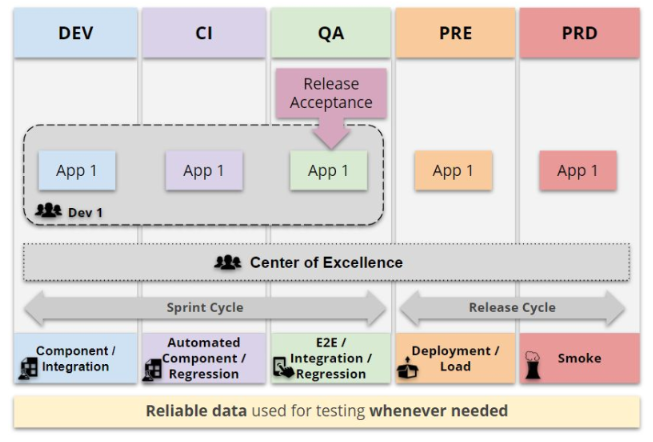 DEV CI QA PRE PRD
Release
Acceptance
App 1 App 1 App 1 App 1 App 1
Dev 1
Center of Excellence
Sprint Cycle Release Cycle
Component /
Integration
Automated
Component /
Regression
E2E /
Integration /
Regression
Deployment /
Load
Smoke
Reliable data used for testing whenever needed